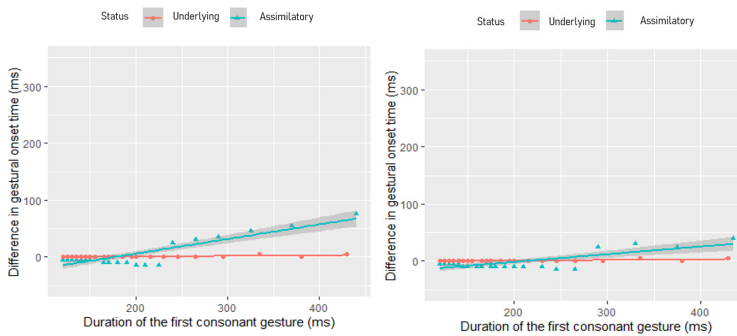 Status Underlying Assimilatory
Difference in gestural onset time (ms)
300
200
100
0
200 300 400
Duration of the first consonant gesture (ms)
Status Underlying Assimilatory
Difference in gestural onset time (ms)
300
200
100
0
200 300 400
Duration of the first consonant gesture (ms)